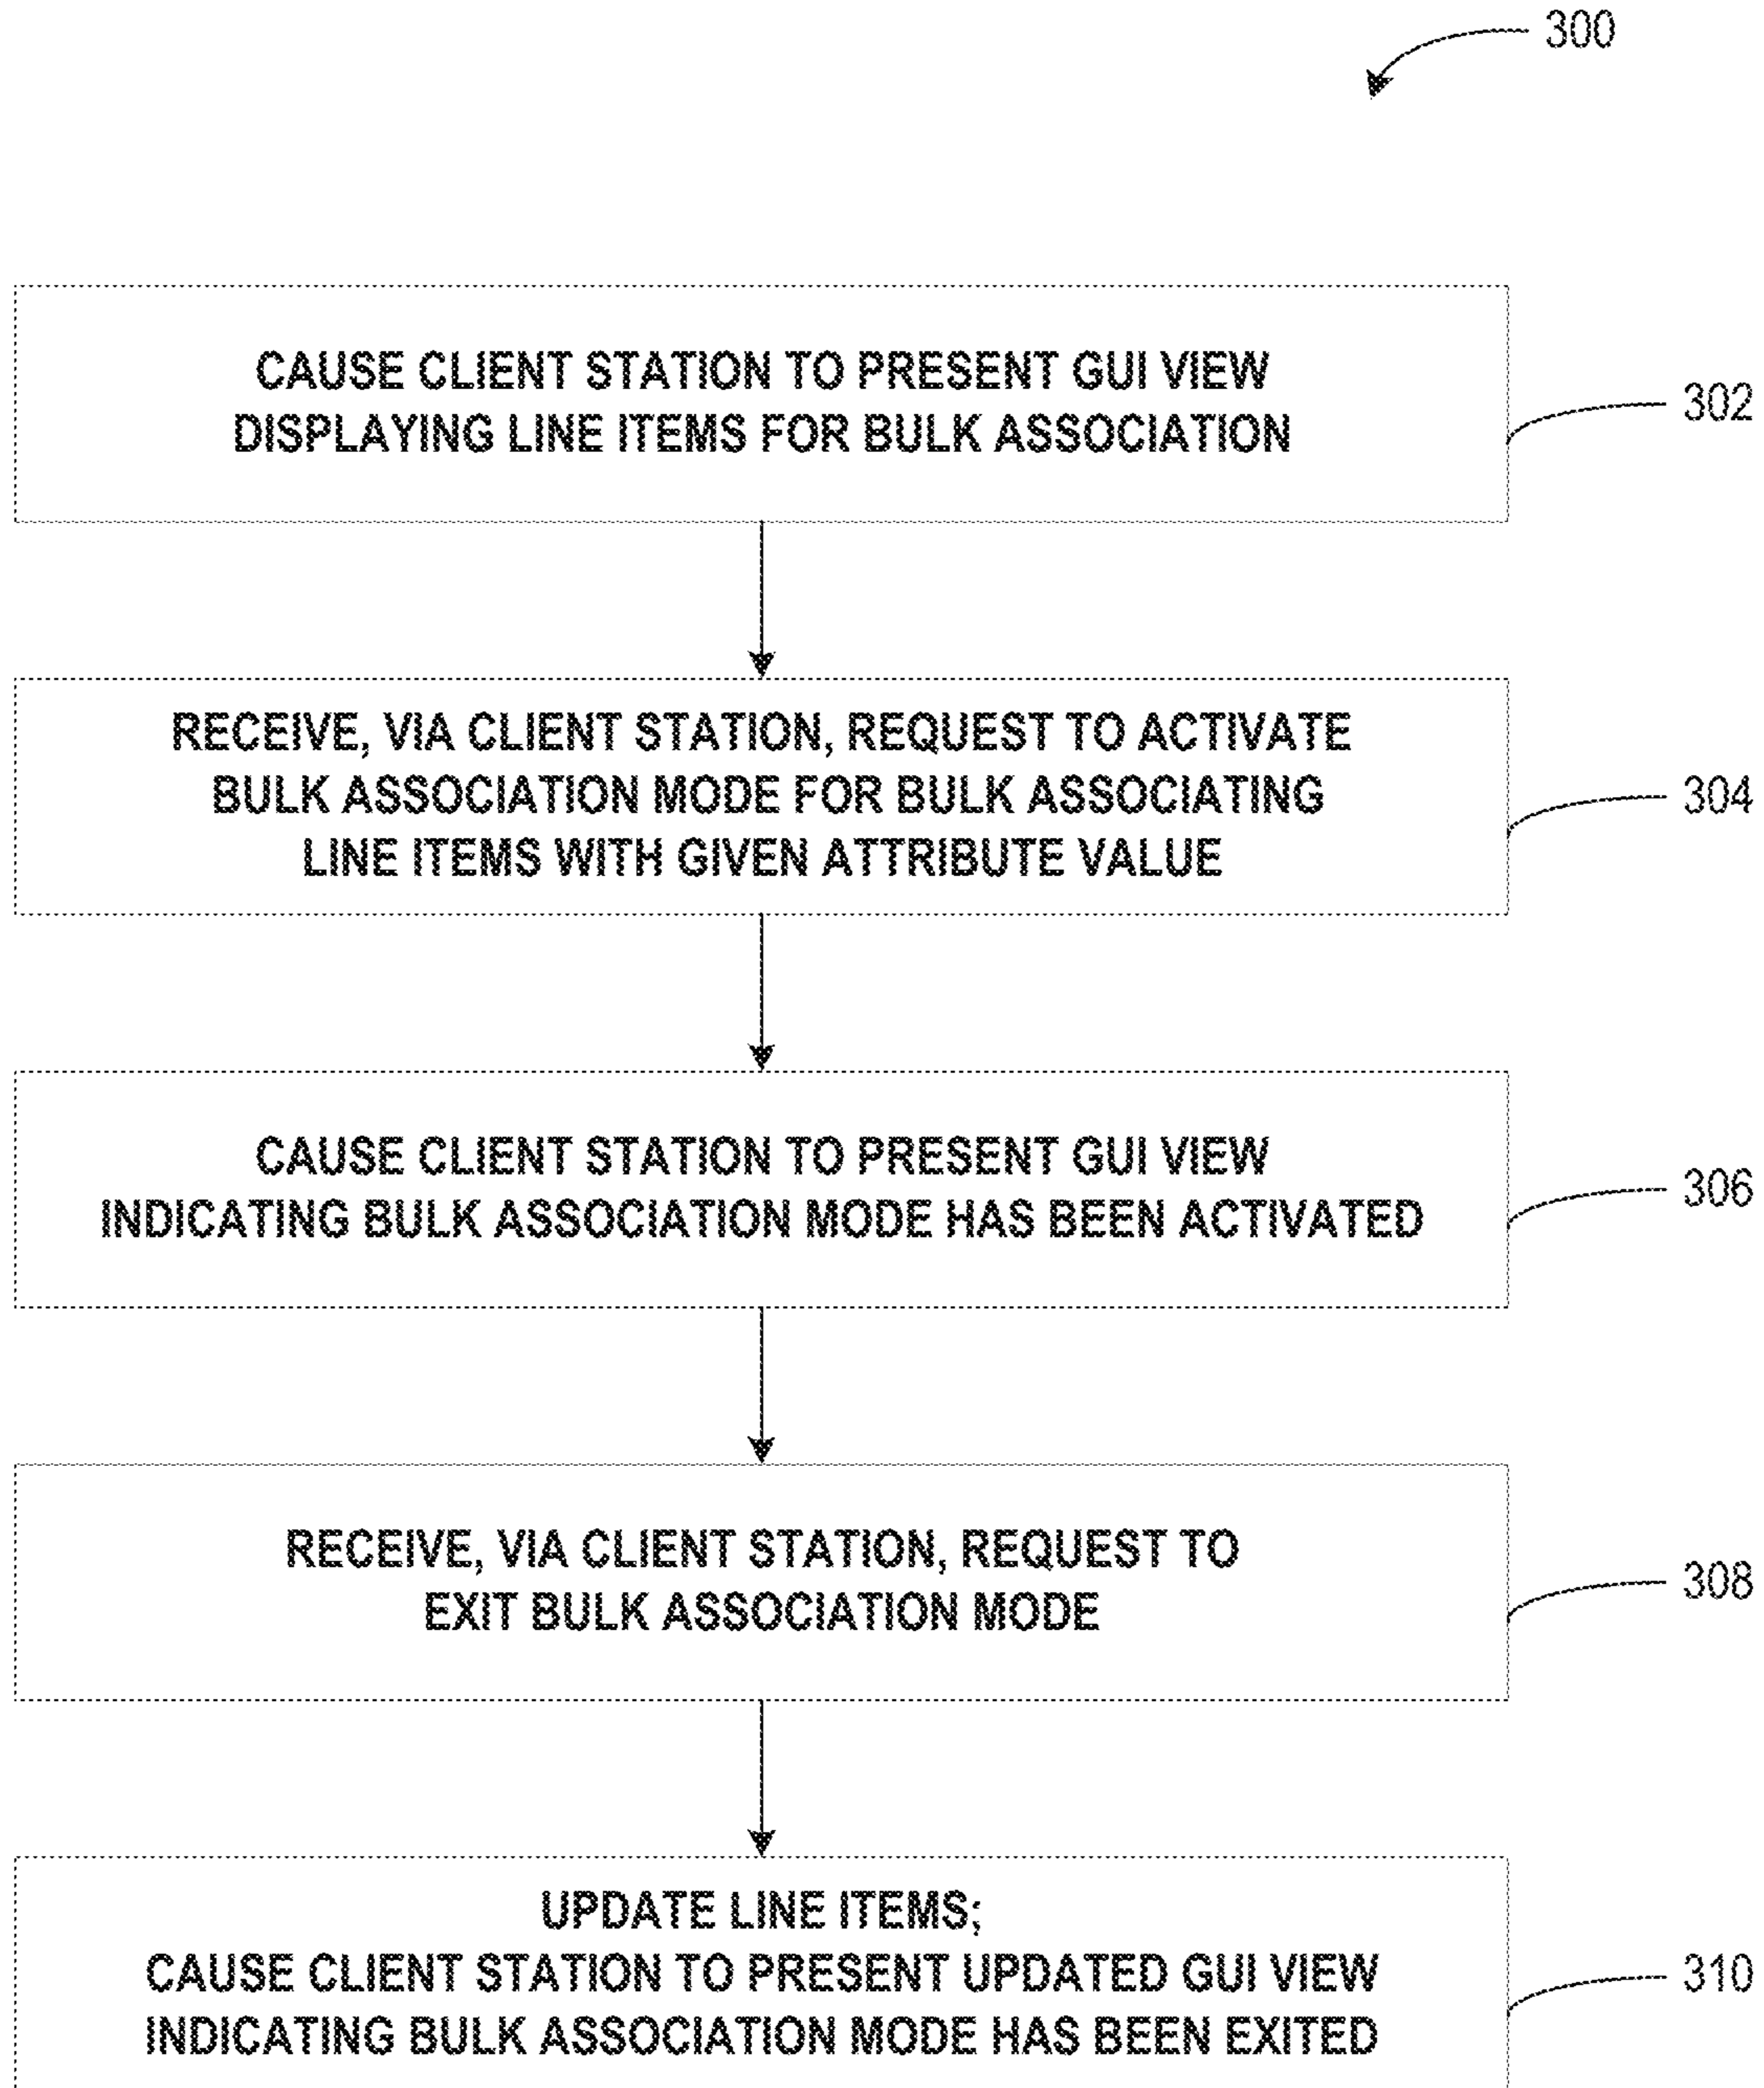 300
CAUSE CLIENT STATION TO PRESENT GUI VIEW
DISPLAYING LINE ITEMS FOR BULK ASSOCIATION
302
RECEIVE, VIA CLIENT STATION, REQUEST TO ACTIVATE
BULK ASSOCIATION MODE FOR BULK ASSOCIATING
LINE ITEMS WITH GIVEN ATTRIBUTE VALUE
304
CAUSE CLIENT STATION TO PRESENT GUI VIEW
INDICATING BULK ASSOCIATION MODE HAS BEEN ACTIVATED
306
RECEIVE, VIA CLIENT STATION, REQUEST TO
EXIT BULK ASSOCIATION MODE
308
UPDATE LINE ITEMS;
CAUSE CLIENT STATION TO PRESENT UPDATED GUI VIEW
INDICATING BULK ASSOCIATION MODE HAS BEEN EXITED
310